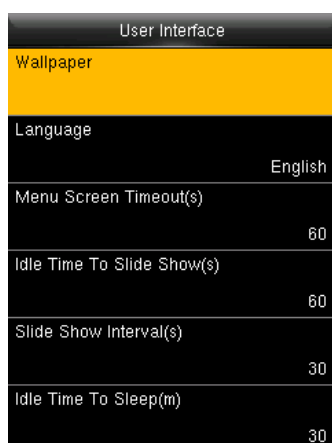 User Interface
Wallpaper
Language
English
Menu Screen Timeout(s)
60
Idle Time To Slide Show(s)
60
Slide Show Interval(s)
30
Idle Time To Sleep(m)
30